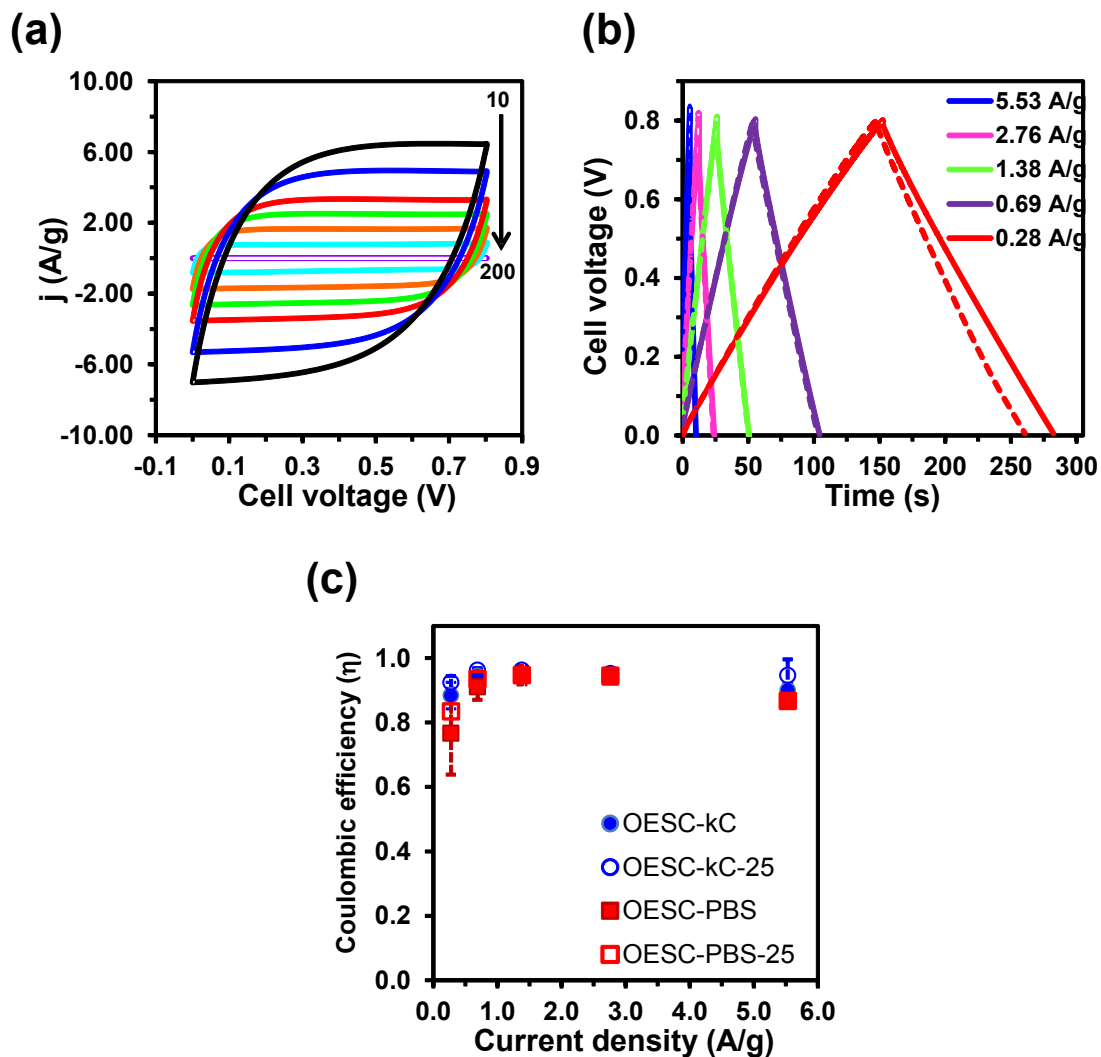 (a)
10.00
6.00
2.00
-2.00
-6.00
-10.00
j (A/g)
10
200
-0.1
0.1
0.3
0.5
0.7
0.9
Cell voltage (V)
(b)
0.8
0.6
0.4
0.2
0.0
Cell voltage (V)
5.53 A/g
2.76 A/g
1.38 A/g
0.69 A/g
0.28 A/g
0
50
100
150
200
250
300
Time (s)
(c)
1.0
0.8
0.6
0.4
0.2
0.0
Coulombic efficiency (η)
OESC-kC
OESC-kC-25
OESC-PBS
OESC-PBS-25
0.0
1.0
2.0
3.0
4.0
5.0
6.0
Current density (A/g)